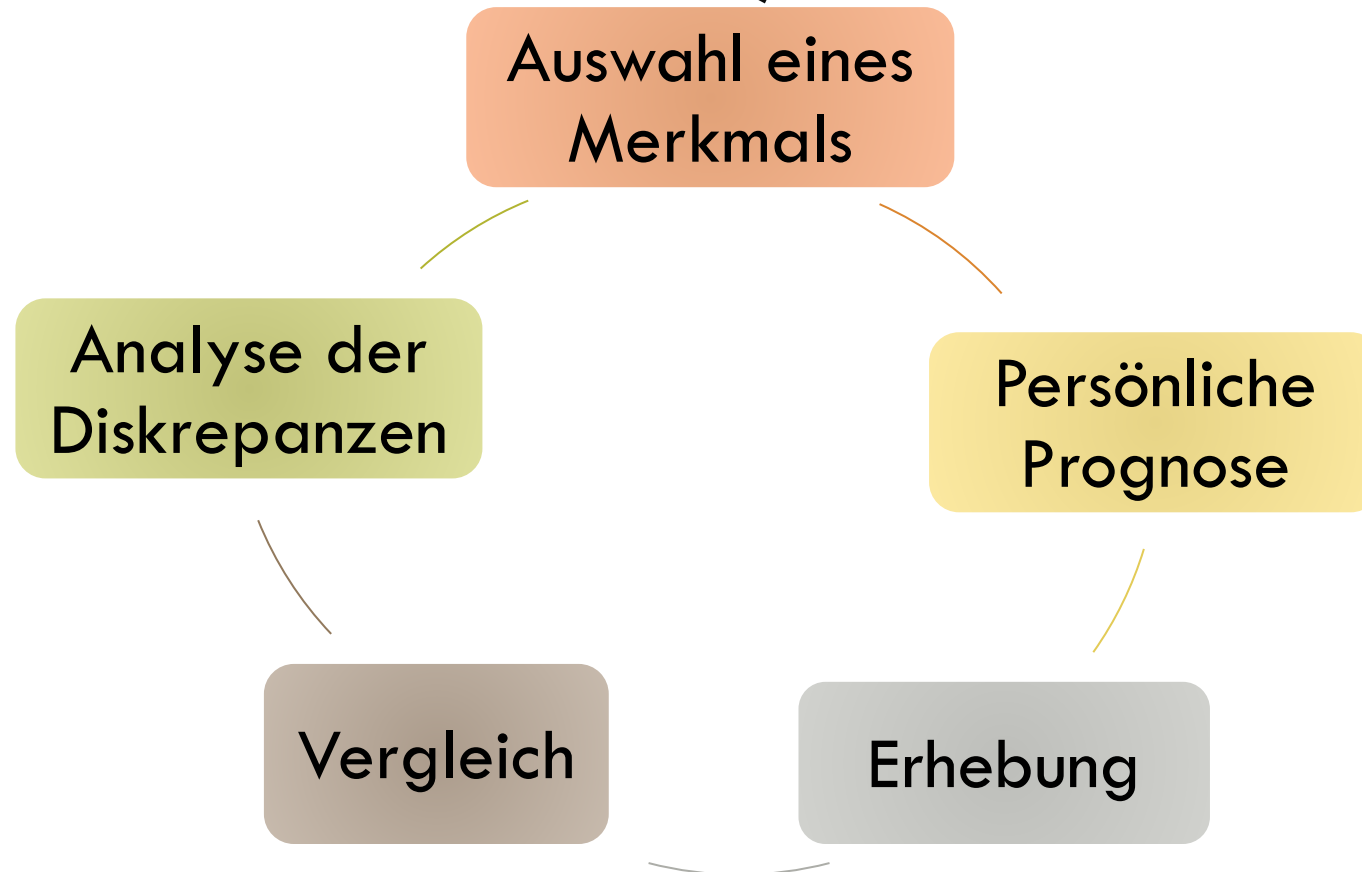 Auswahl eines
Merkmals
Persönliche
Prognose
Erhebung
Vergleich
Analyse der
Diskrepanzen